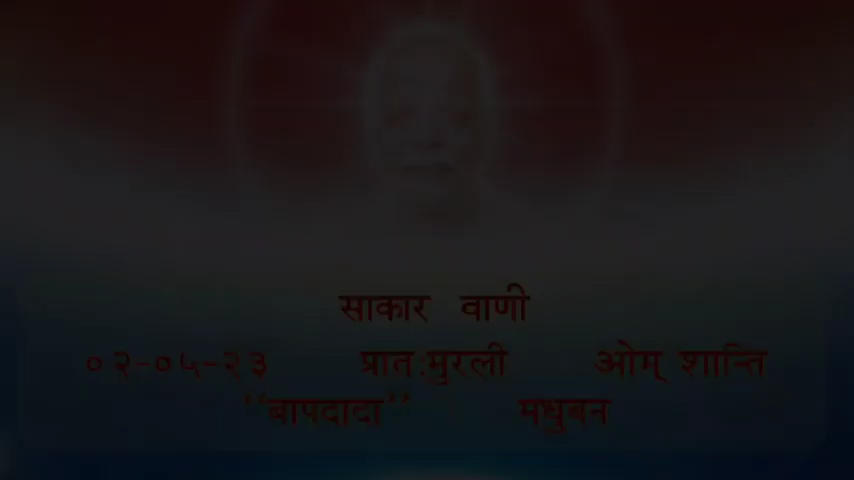 साकार वाणी
०२-०५-२३ प्रात:मुरली ओम् शान्ति
‘‘बापदादा’’ मधुबन